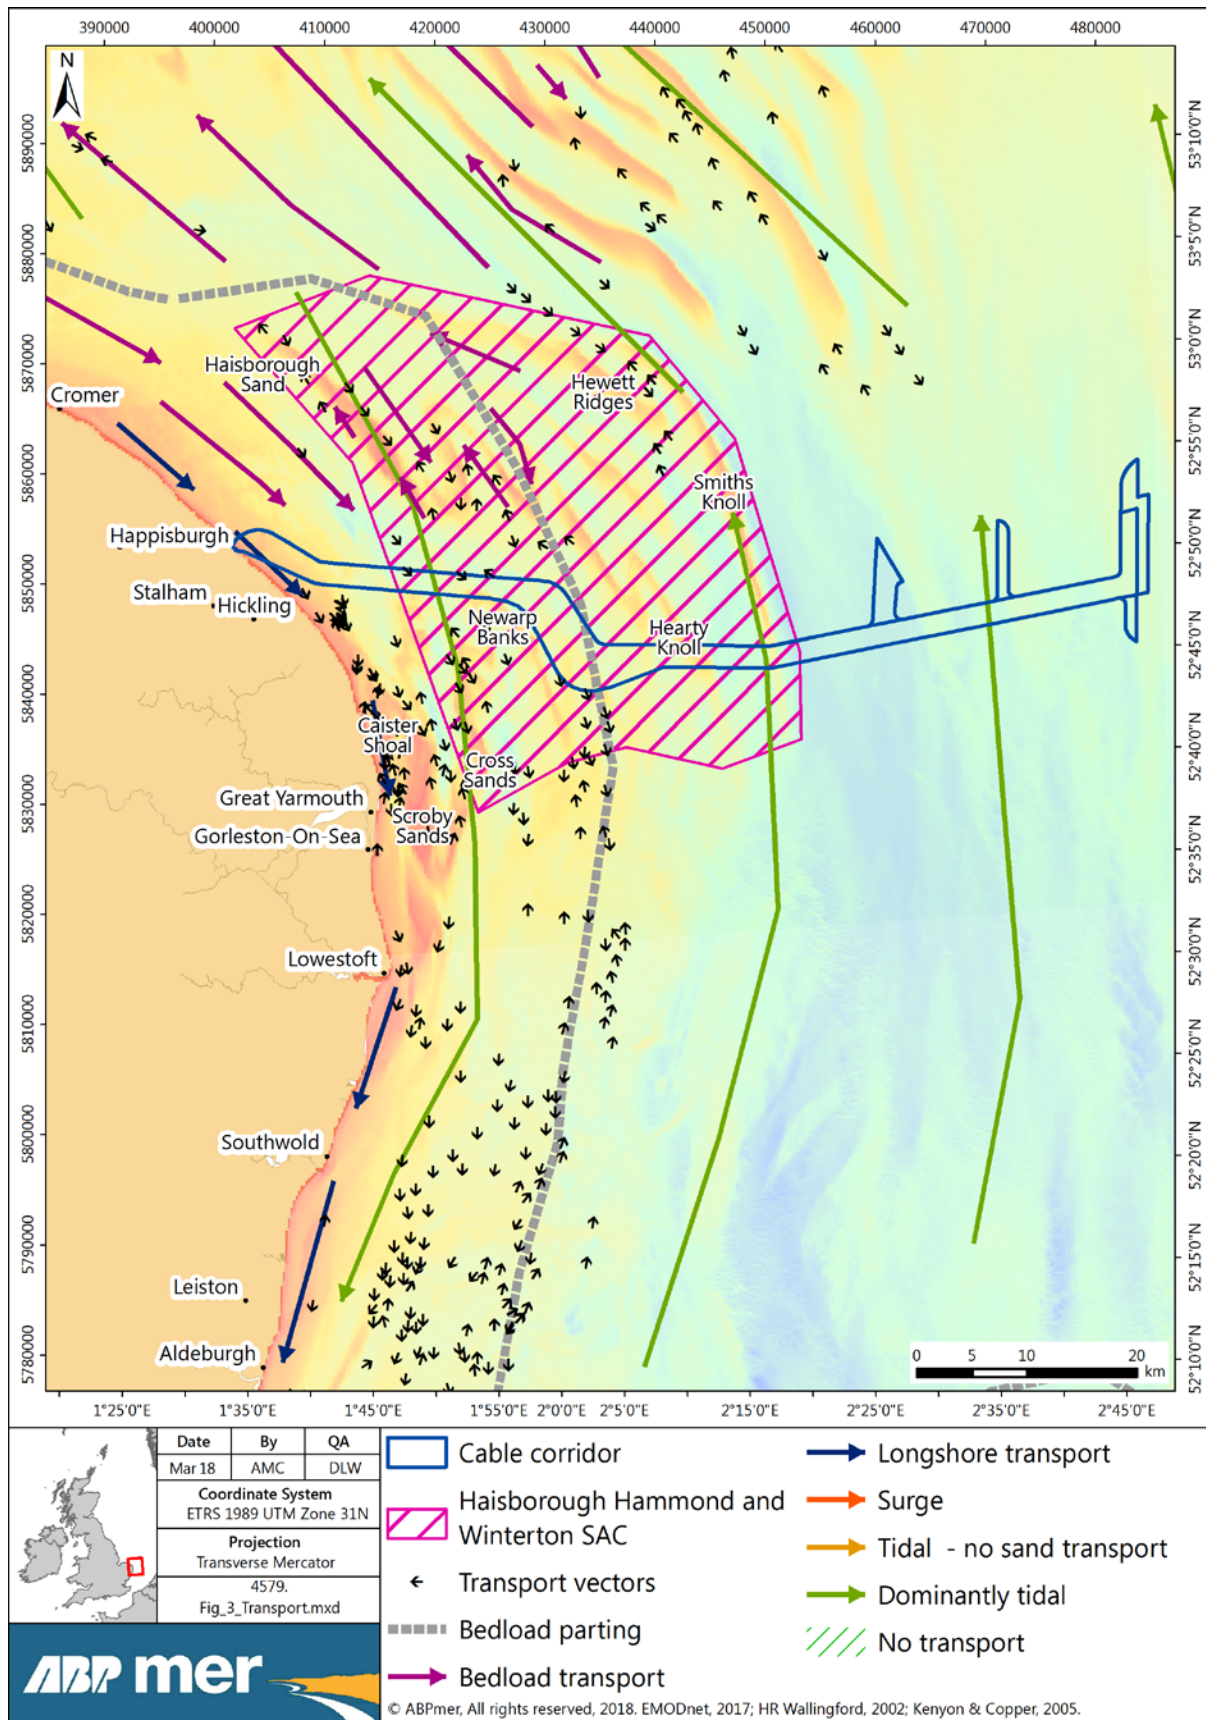 390000 400000 410000 420000 430000 440000 450000 460000 470000 480000
N
5890000
5880000
5870000
5860000
5850000
5840000
5830000
5820000
5810000
5800000
5790000
5780000
53°10'0"N
53°5'0"N
53°0'0"N
52°55'0"N
52°50'0"N
52°45'0"N
52°40'0"N
52°35'0"N
52°30'0"N
52°25'0"N
52°20'0"N
52°15'0"N
52°10'0"N
Haisborough
Sand
Cromer
Hewett
Ridges
Smiths
Knoll
Happisburgh
Stalham
Hickling
Newarp
Banks
Hearty
Knoll
Caister
Shoal
Cross
Sands
Great Yarmouth
Scroby
Sands
Gorleston-On-Sea
Lowestoft
Southwold
Leiston
Aldeburgh
0 5 10 20
km
1°25'0"E 1°35'0"E 1°45'0"E 1°55'0"E 2°0'0"E 2°5'0"E 2°15'0"E 2°25'0"E 2°35'0"E 2°45'0"E
Date By QA
Mar 18 AMC DLW
Coordinate System
ETRS 1989 UTM Zone 31N
Projection
Transverse Mercator
4579.
Fig_3_Transport.mxd
ABP mer
Cable corridor
Haisborough Hammond and
Winterton SAC
Transport vectors
Bedload parting
Bedload transport
Longshore transport
Surge
Tidal - no sand transport
Dominantly tidal
No transport
© ABPmer, All rights reserved, 2018. EMODnet, 2017; HR Wallingford, 2002; Kenyon & Copper, 2005.